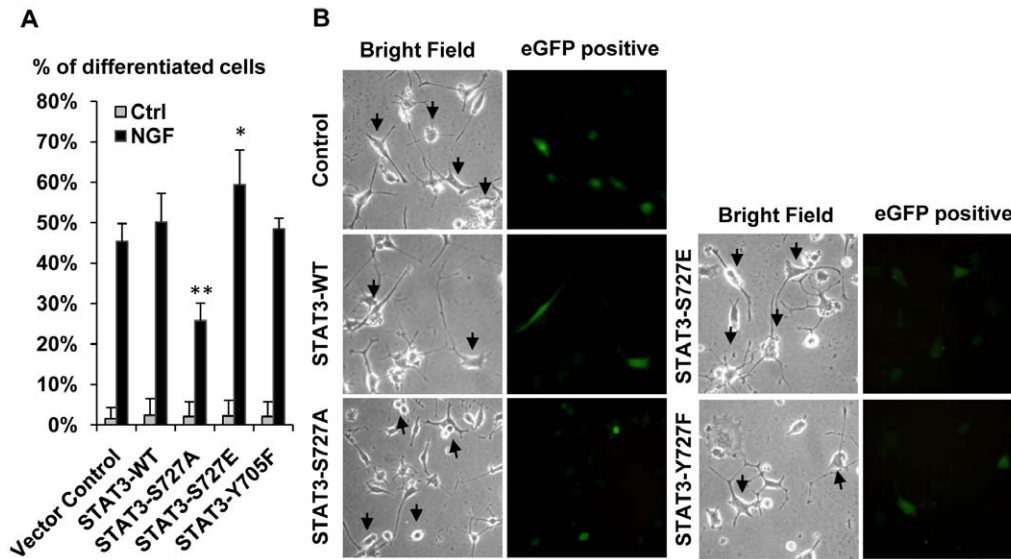 A
% of differentiated cells
80%
70%
60%
50%
40%
30%
20%
10%
0%
Ctrl
NGF
**
*
Vector Control
STAT3-WT
STAT3-S727A
STAT3-S727E
STAT3-Y705F
B
Bright Field
eGFP positive
Control
STAT3-WT
STAT3-S727A
Bright Field
eGFP positive
STAT3-S727E
STAT3-Y727F